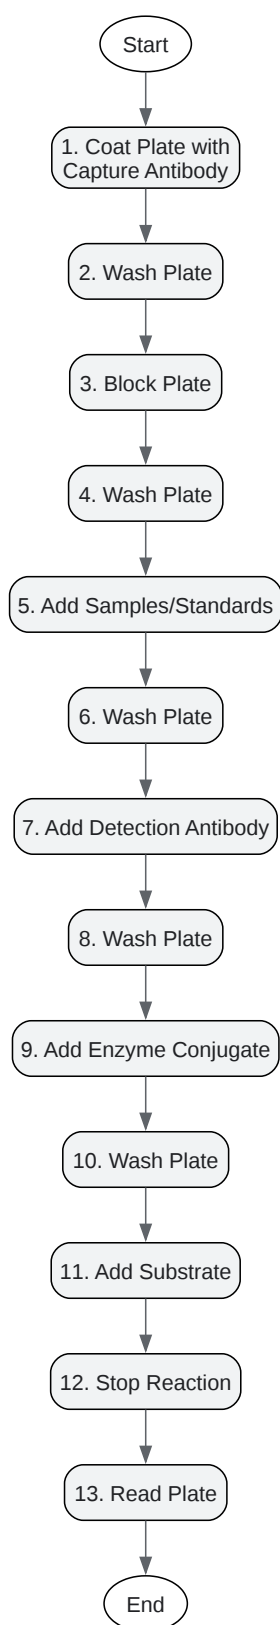 Start
1. Coat Plate with
Capture Antibody
2. Wash Plate
3. Block Plate
4. Wash Plate
5. Add Samples/Standards
6. Wash Plate
7. Add Detection Antibody
8. Wash Plate
9. Add Enzyme Conjugate
10. Wash Plate
11. Add Substrate
12. Stop Reaction
13. Read Plate
End